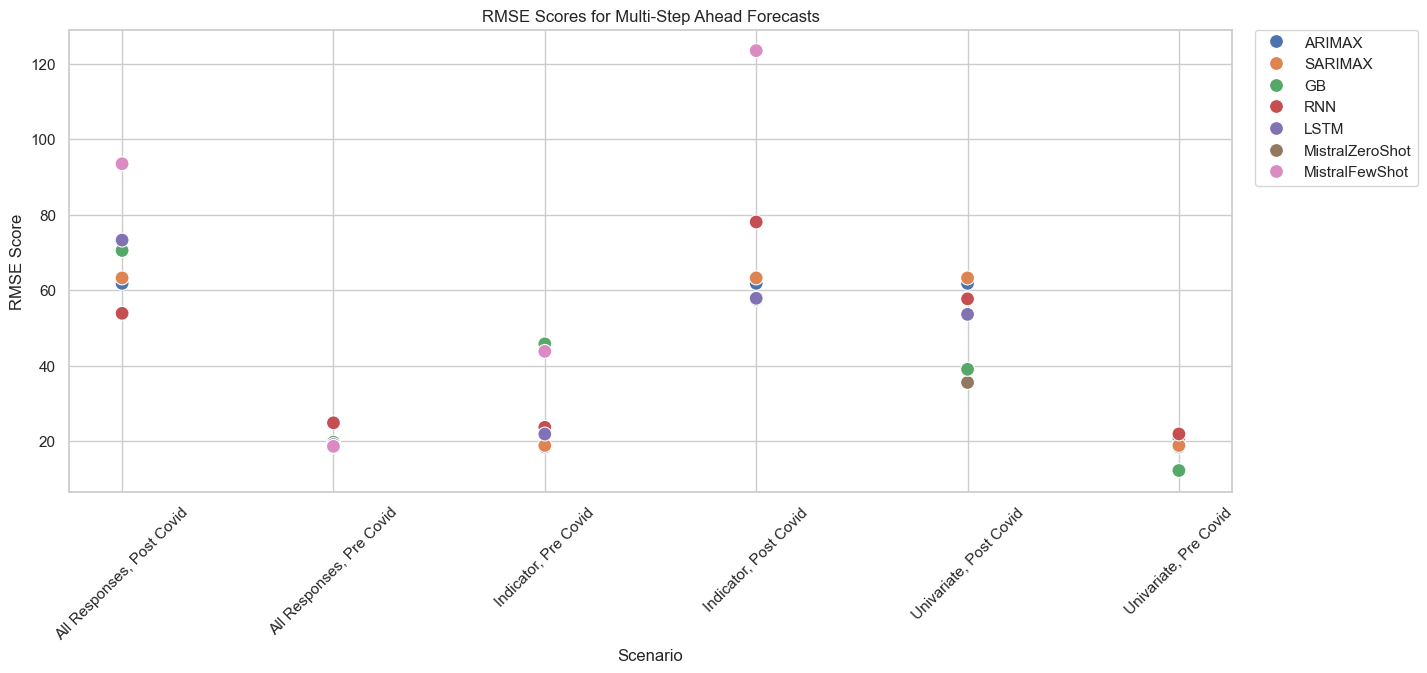 RMSE Scores for Multi-Step Ahead Forecasts
RMSE Score
120
100
80
60
40
20
All Responses, Post Covid
All Responses, Pre Covid
Indicator, Pre Covid
Indicator, Post Covid
Univariate, Post Covid
Univariate, Pre Covid
Scenario
ARIMAX
SARIMAX
GB
RNN
LSTM
MistralZeroShot
MistralFewShot